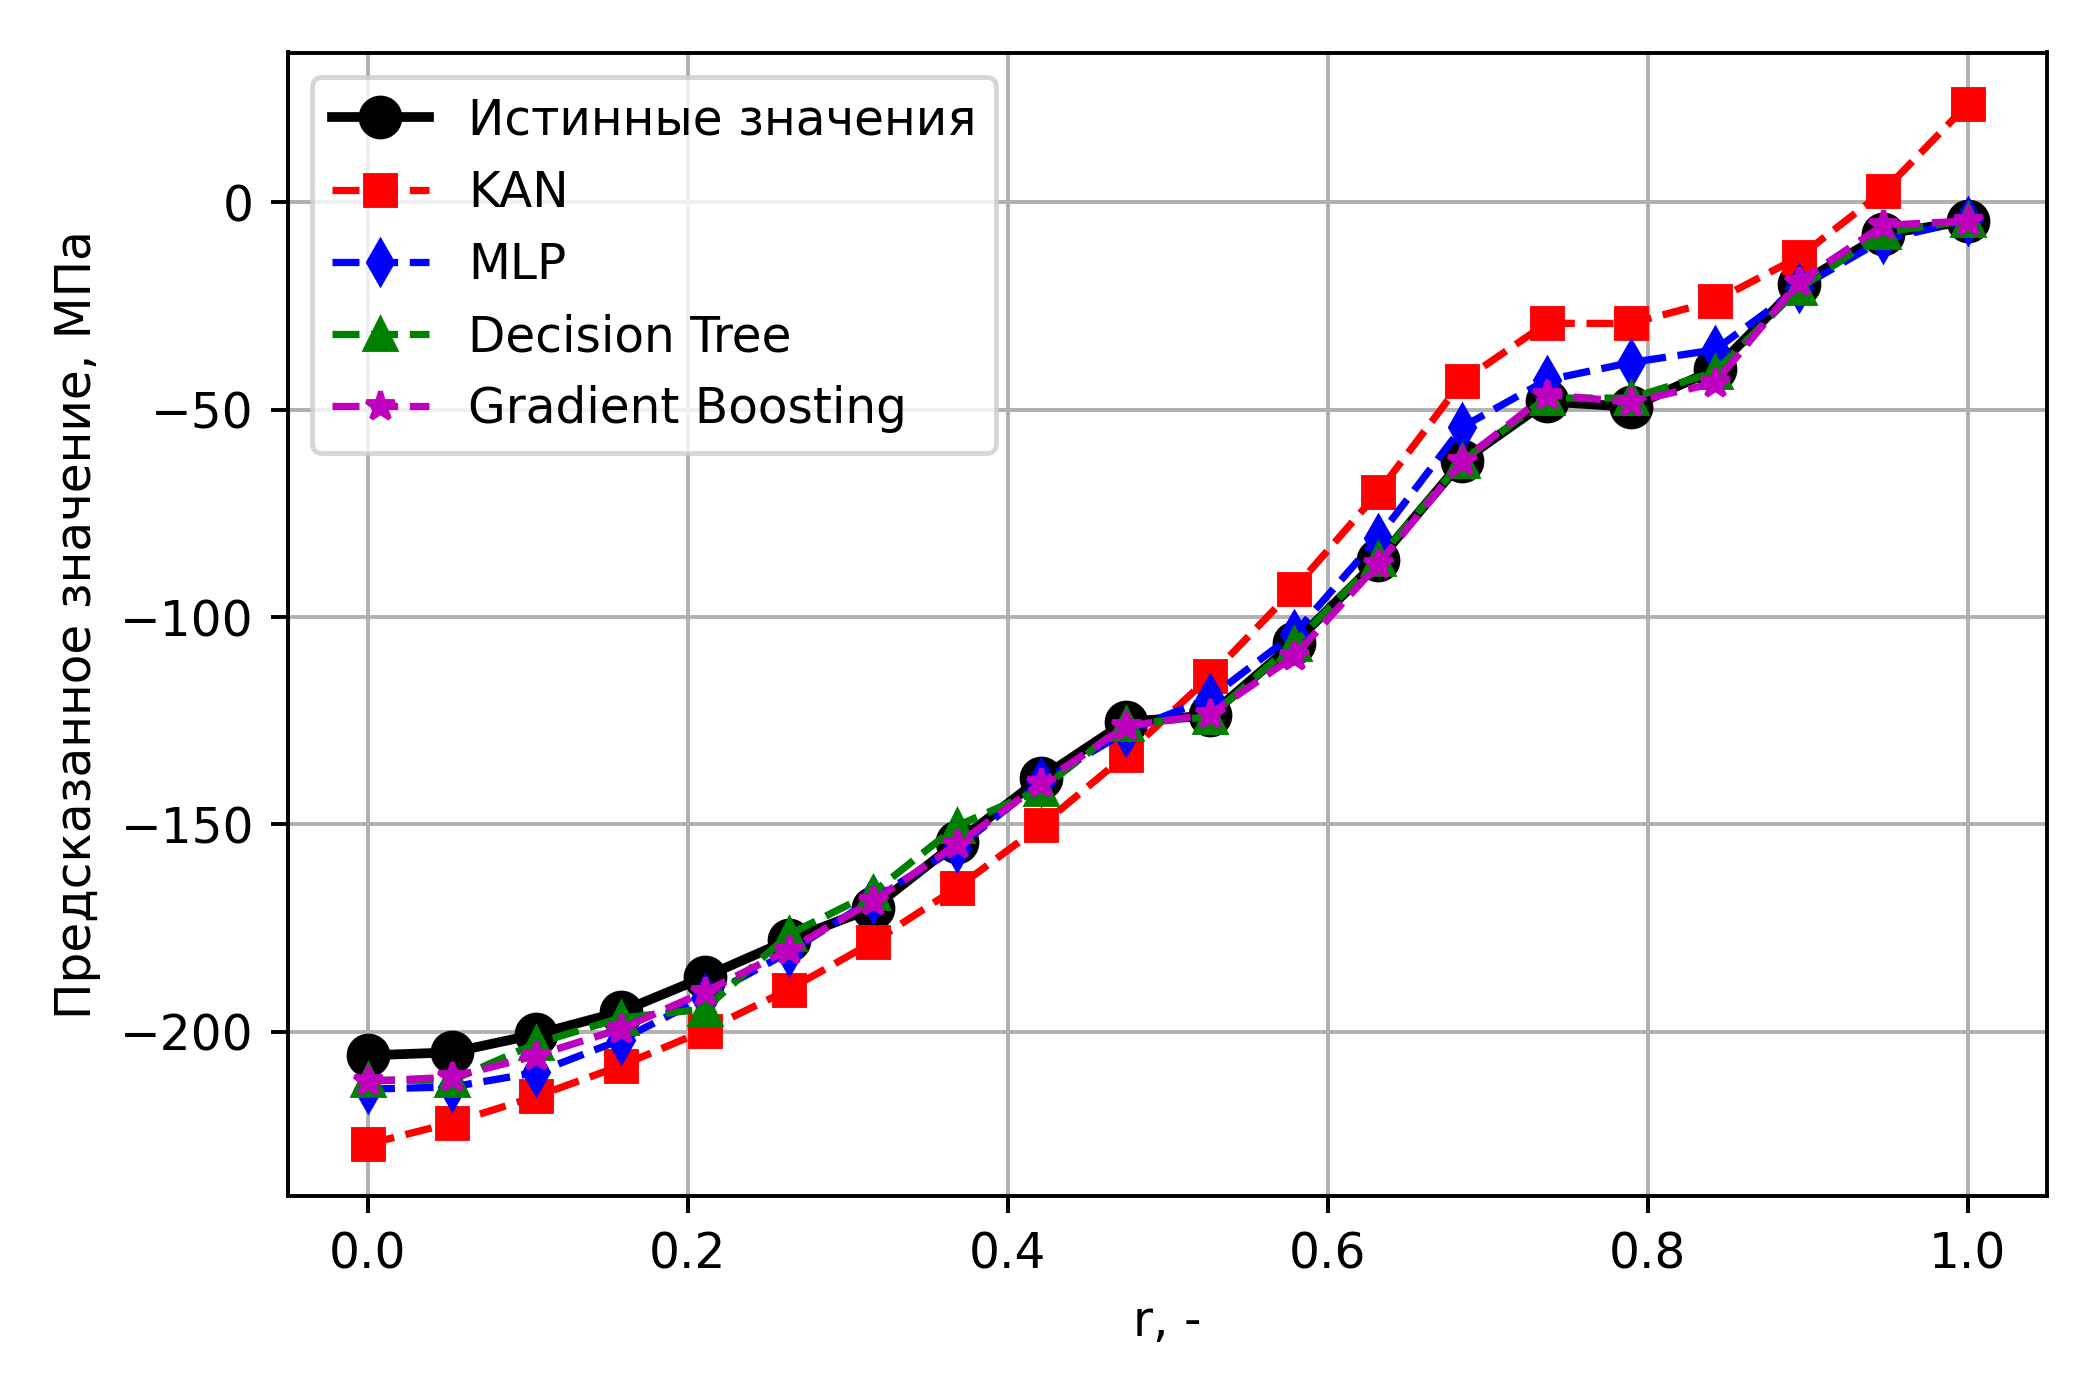 Истинные значения
KAN
MLP
Decision Tree
Gradient Boosting
Предсказанное значение, МПа
0
−50
−100
−150
−200
0.0 0.2 0.4 0.6 0.8 1.0
r, -